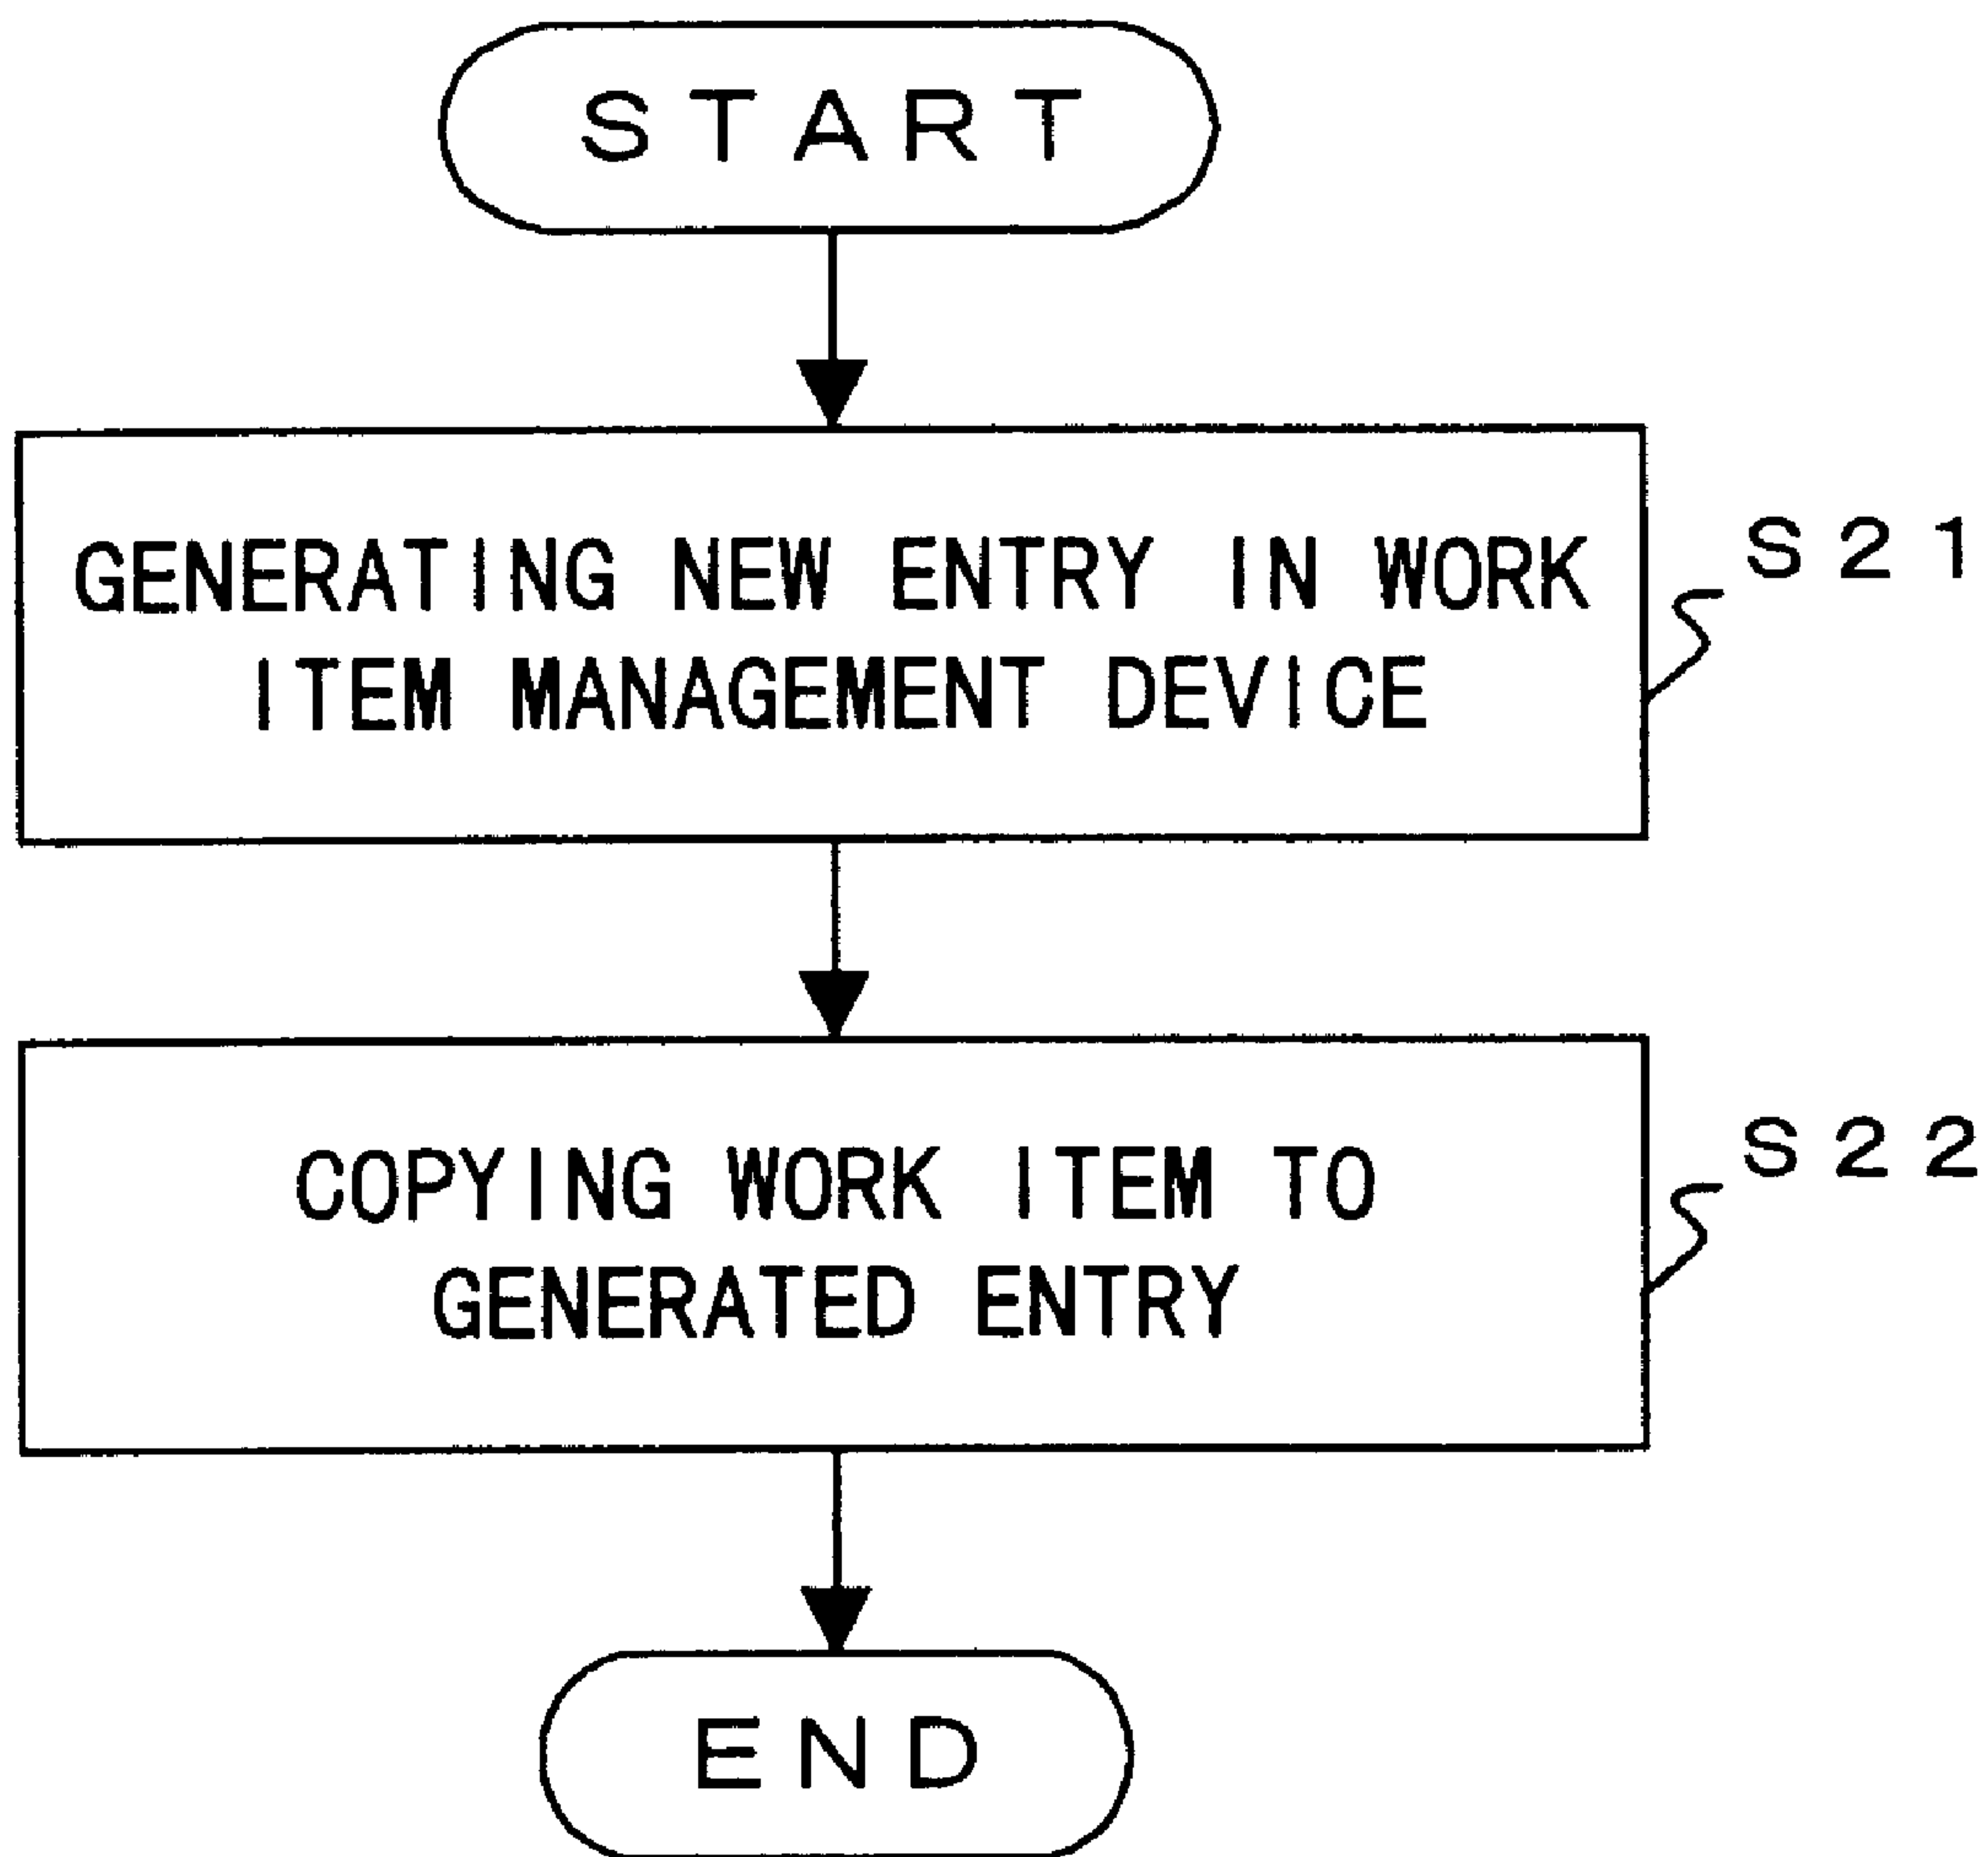 START
GENERATING NEW ENTRY IN WORK
ITEM MANAGEMENT DEVICE
S21
COPYING WORK ITEM TO
GENERATED ENTRY
S22
END